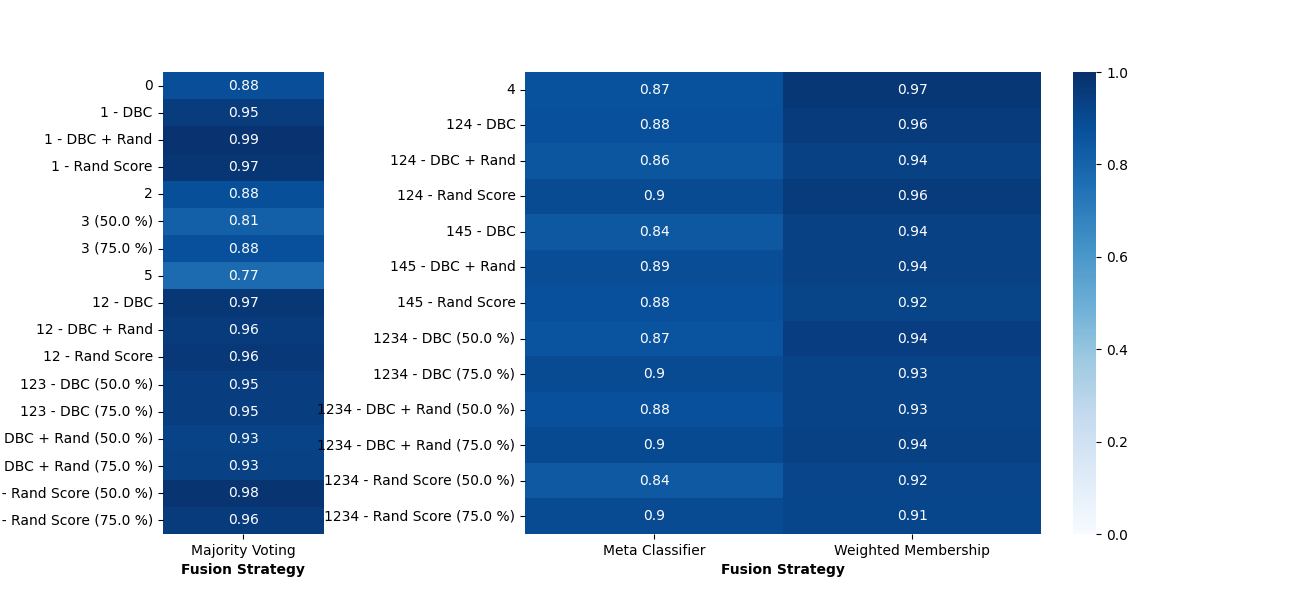 0 0.88
1 - DBC 0.95
1 - DBC + Rand 0.99
1 - Rand Score 0.97
2 0.88
3 (50.0 %) 0.81
3 (75.0 %) 0.88
5 0.77
12 - DBC 0.97
12 - DBC + Rand 0.96
12 - Rand Score 0.96
123 - DBC (50.0 %) 0.95
123 - DBC (75.0 %) 0.95
DBC + Rand (50.0 %) 0.93
DBC + Rand (75.0 %) 0.93
- Rand Score (50.0 %) 0.98
- Rand Score (75.0 %) 0.96
Majority Voting
Fusion Strategy
4 0.87 0.97
124 - DBC 0.88 0.96
124 - DBC + Rand 0.86 0.94
124 - Rand Score 0.9 0.96
145 - DBC 0.84 0.94
145 - DBC + Rand 0.89 0.94
145 - Rand Score 0.88 0.92
1234 - DBC (50.0 %) 0.87 0.94
1234 - DBC (75.0 %) 0.9 0.93
1234 - DBC + Rand (50.0 %) 0.88 0.93
1234 - DBC + Rand (75.0 %) 0.9 0.94
1234 - Rand Score (50.0 %) 0.84 0.92
1234 - Rand Score (75.0 %) 0.9 0.91
Meta Classifier Weighted Membership
Fusion Strategy
1.0
0.8
0.6
0.4
0.2
0.0